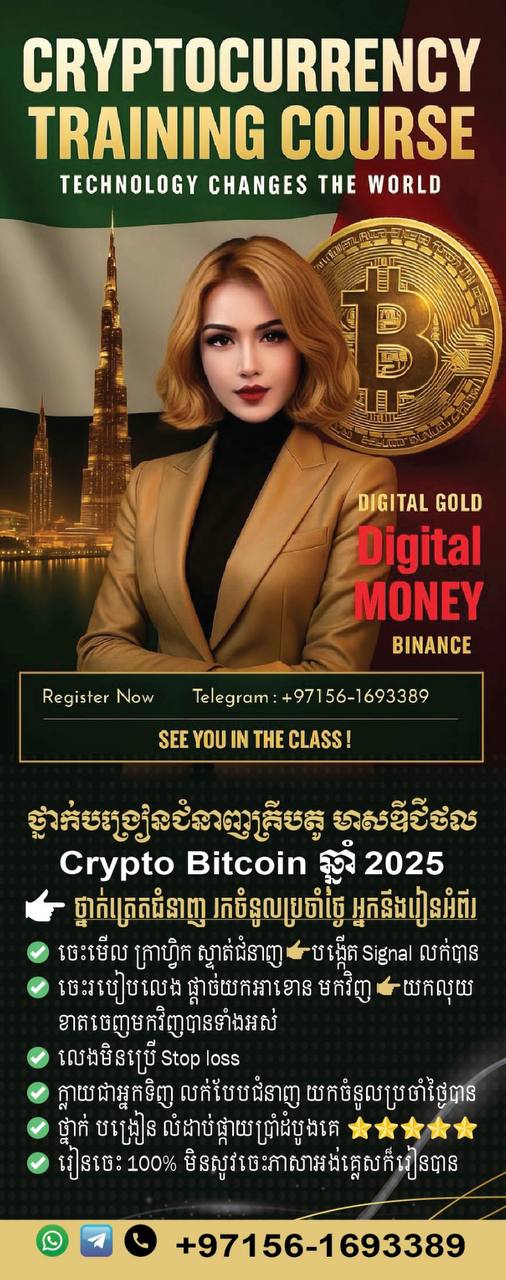 CRYPTOCURRENCY
TRAINING COURSE
TECHNOLOGY CHANGES THE WORLD
DIGITAL GOLD
Digital
MONEY
BINANCE
Register Now Telegram : +97156-1693389
SEE YOU IN THE CLASS !
ថ្នាក់បង្រៀនជំនាញគ្រីបតូ មាសឌីជីថល
Crypto Bitcoin ឆ្នាំ 2025
ថ្នាក់ត្រេតជំនាញ រកចំនូលប្រចាំថ្ងៃ អ្នកនឹងរៀនអំពី៖
ចេះមើល ក្រាហ្វិក ស្ទាត់ជំនាញ👉បង្កើត Signal លក់បាន
ចេះរបៀបលេង ផ្ដាច់យកអាខោន មកវិញ 👉យកលុយ
ខាតចេញមកវិញបានទាំងអស់
លេងមិនប្រើ Stop loss
ក្លាយជាអ្នកទិញ លក់បែបជំនាញ យកចំនូលប្រចាំថ្ងៃបាន
ថ្នាក់ បង្រៀន លំដាប់ផ្កាយប្រាំដំបូងគេ ⭐⭐⭐⭐⭐
រៀនចេះ 100% មិនសូវចេះភាសាអង់គ្លេសក៏រៀនបាន
+97156-1693389